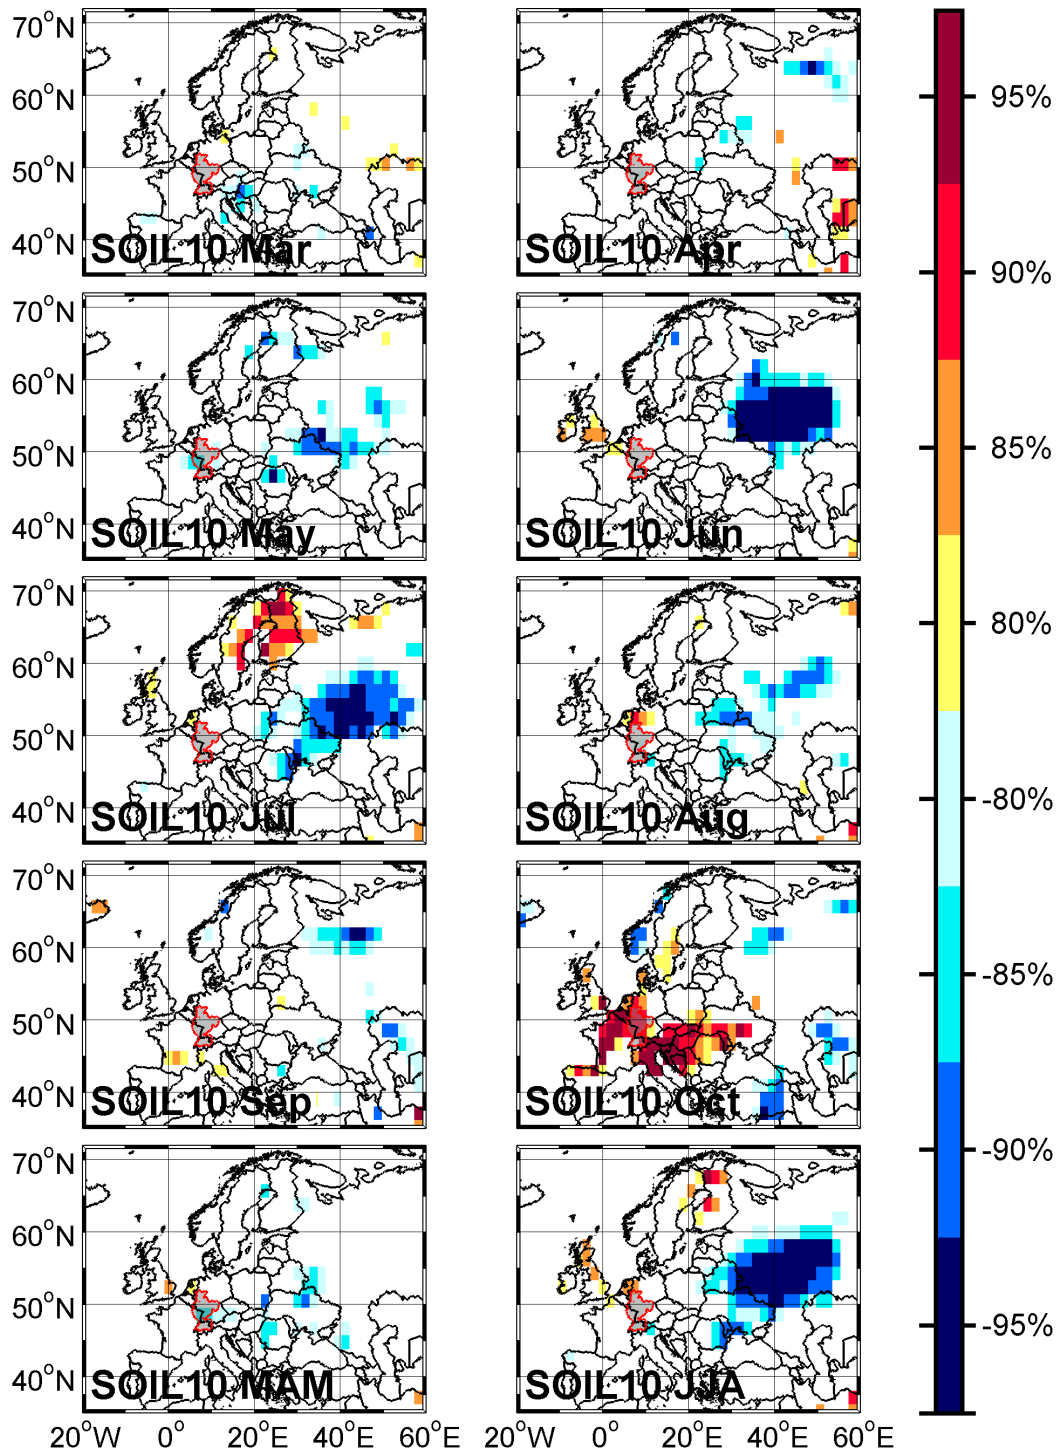 70°N
60°N
50°N
40°N
SOIL10 Mar
SOIL10 Apr
70°N
60°N
50°N
40°N
SOIL10 May
SOIL10 Jun
70°N
60°N
50°N
40°N
SOIL10 Jul
SOIL10 Aug
70°N
60°N
50°N
40°N
SOIL10 Sep
SOIL10 Oct
70°N
60°N
50°N
40°N
SOIL10 MAM
SOIL10 JJA
20°W 0° 20°E 40°E 60°E
20°W 0° 20°E 40°E 60°E
95%
90%
85%
80%
-80%
-85%
-90%
-95%